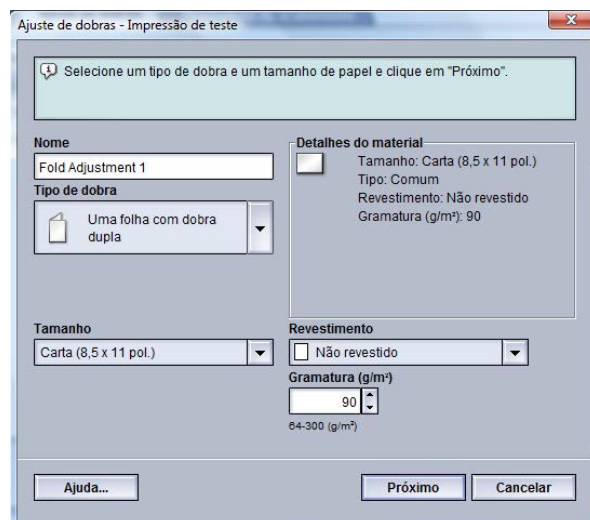 Ajuste de dobras - Impressão de teste
Selecione um tipo de dobra e um tamanho de papel e clique em "Próximo".
Nome
Fold Adjustment 1
Tipo de dobra
Uma folha com dobra
dupla
Detalhes do material
Tamanho: Carta (8,5 x 11 pol.)
Tipo: Comum
Revestimento: Não revestido
Gramatura (g/m²): 90
Tamanho
Carta (8,5 x 11 pol.)
Revestimento
Não revestido
Gramatura (g/m²)
90
64-300 (g/m²)
Ajuda...
Próximo
Cancelar